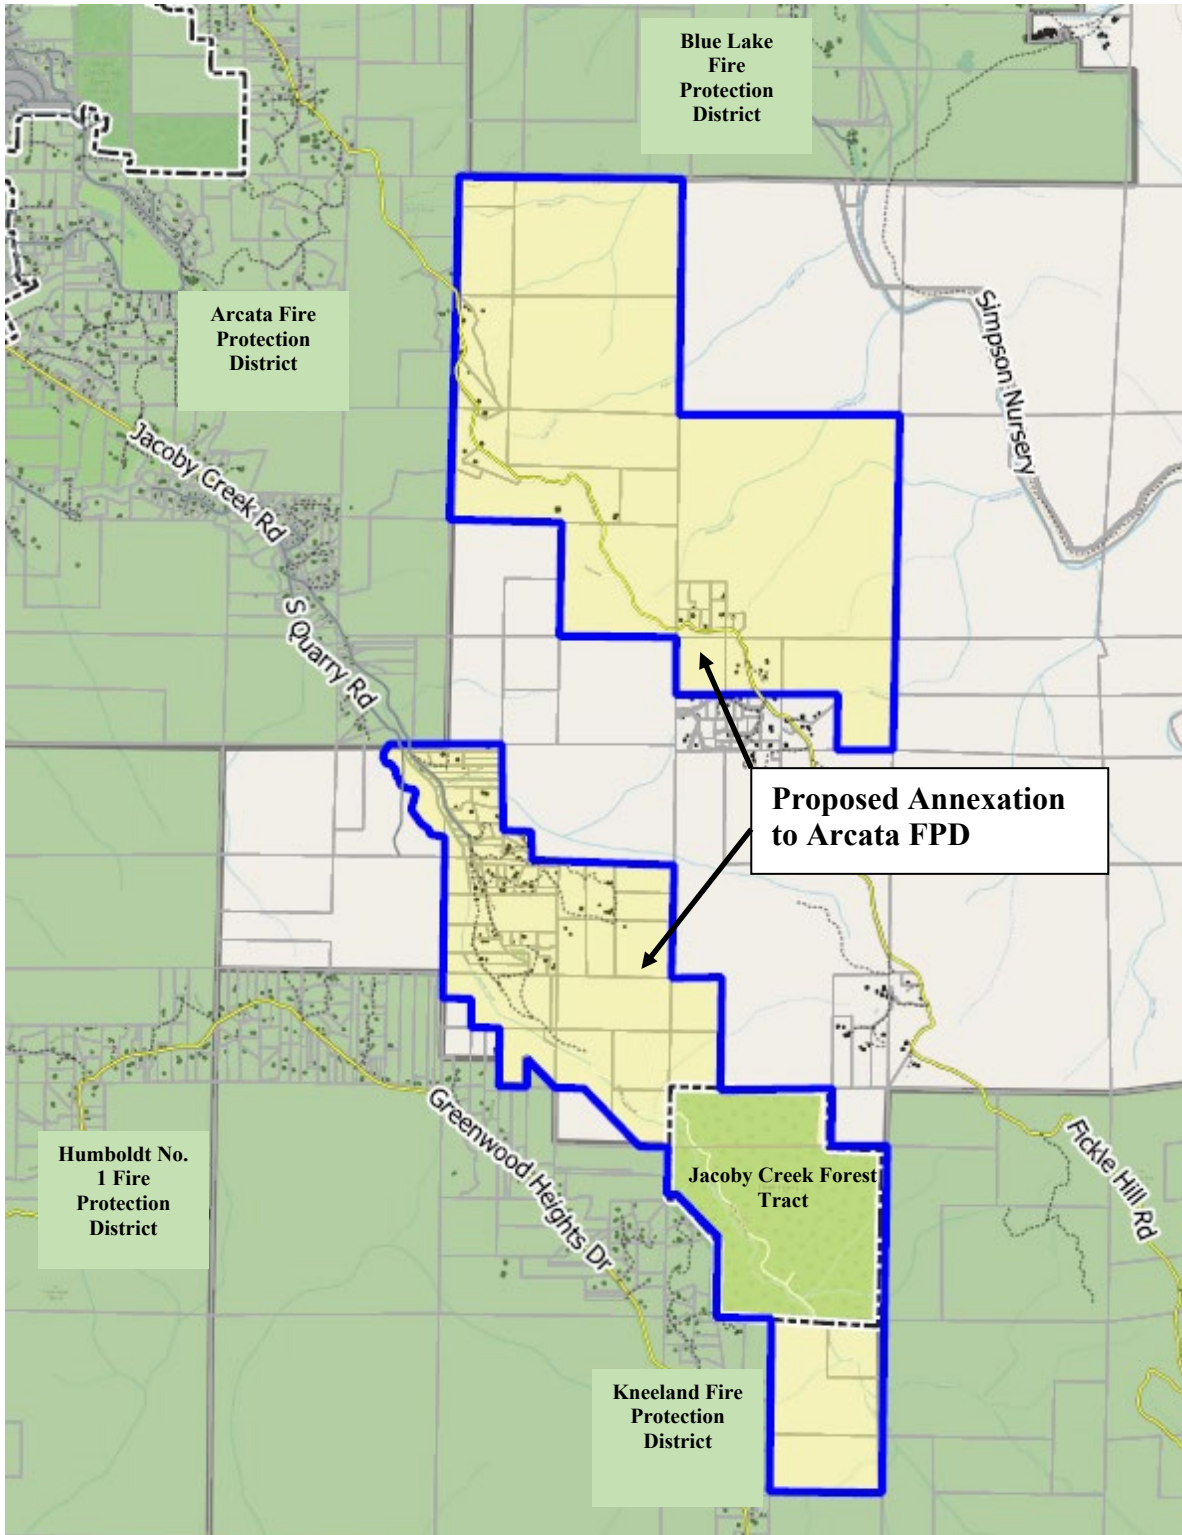 Blue Lake
Fire
Protection
District
Arcata Fire
Protection
District
Simpson Nursery
Jacoby Creek Rd
S Quarry Rd
Proposed Annexation
to Arcata FPD
Humboldt No.
1 Fire
Protection
District
Greenwood Heights Dr
Jacoby Creek Forest
Tract
Fickle Hill Rd
Kneeland Fire
Protection
District